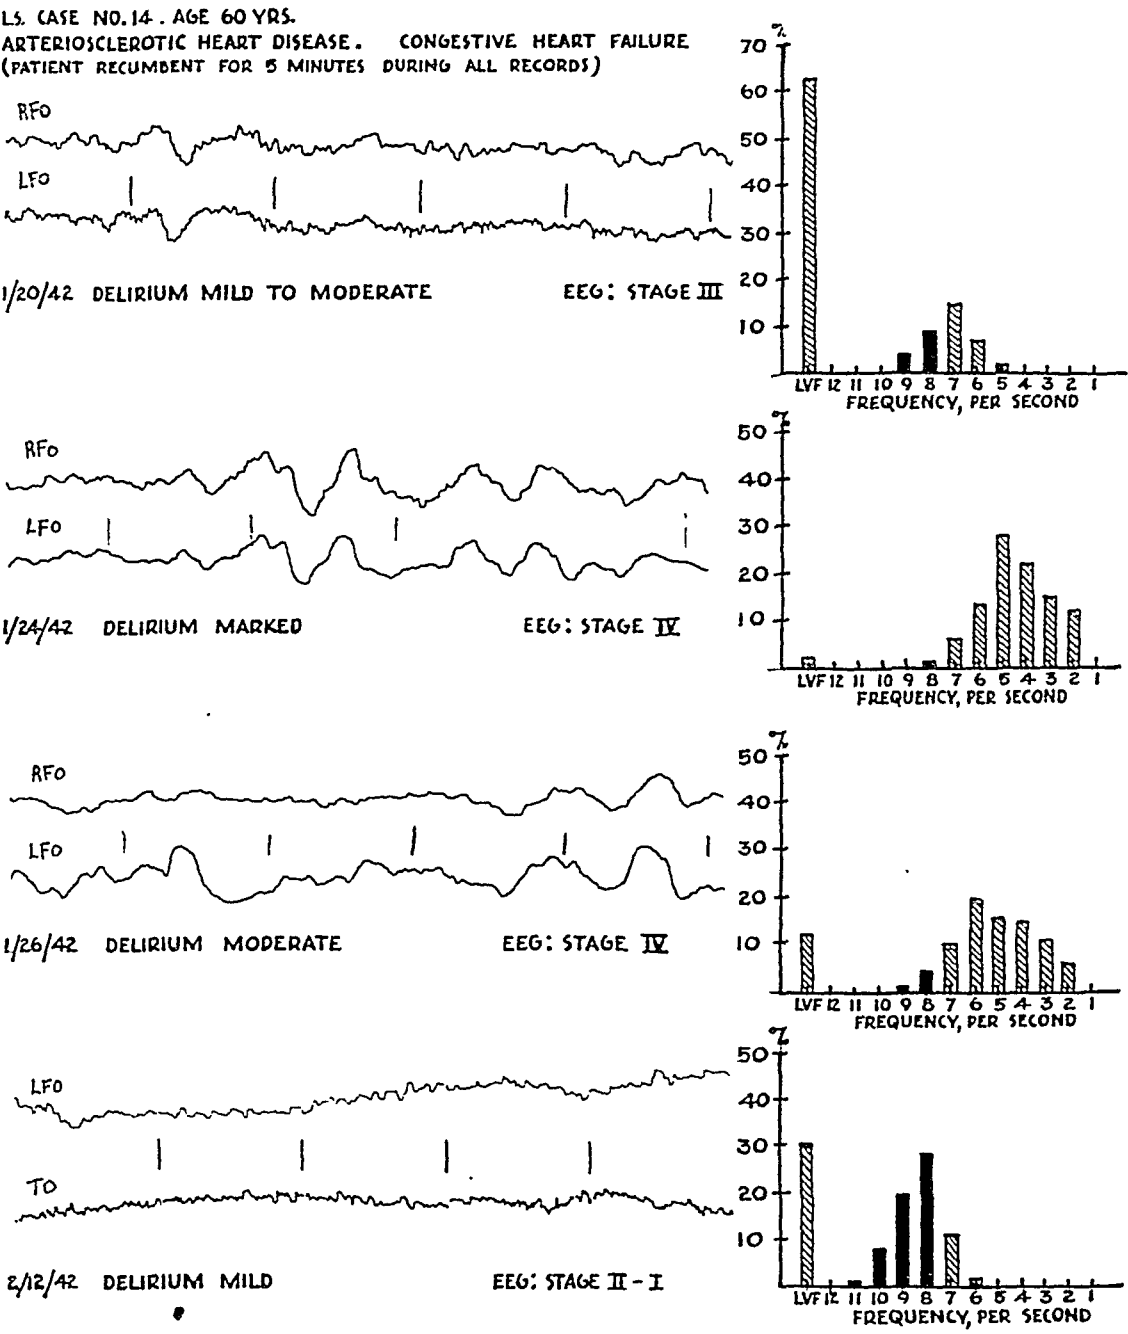 LS. CASE NO. 14. AGE 60 YRS.
ARTERIOSCLEROTIC HEART DISEASE. CONGESTIVE HEART FAILURE
(PATIENT RECUMBENT FOR 5 MINUTES DURING ALL RECORDS)
RFO
LFO
1/20/42 DELIRIUM MILD TO MODERATE EEG: STAGE III
%
70
60
50
40
30
20
10
LVF 12 11 10 9 8 7 6 5 4 3 2 1
FREQUENCY, PER SECOND
RFO
LFO
1/24/42 DELIRIUM MARKED EEG: STAGE IV
%
50
40
30
20
10
LVF 12 11 10 9 8 7 6 5 4 3 2 1
FREQUENCY, PER SECOND
RFO
LFO
1/26/42 DELIRIUM MODERATE EEG: STAGE IV
%
50
40
30
20
10
LVF 12 11 10 9 8 7 6 5 4 3 2 1
FREQUENCY, PER SECOND
LFO
TO
2/12/42 DELIRIUM MILD EEG: STAGE II - I
%
50
40
30
20
10
LVF 12 11 10 9 8 7 6 5 4 3 2 1
FREQUENCY, PER SECOND